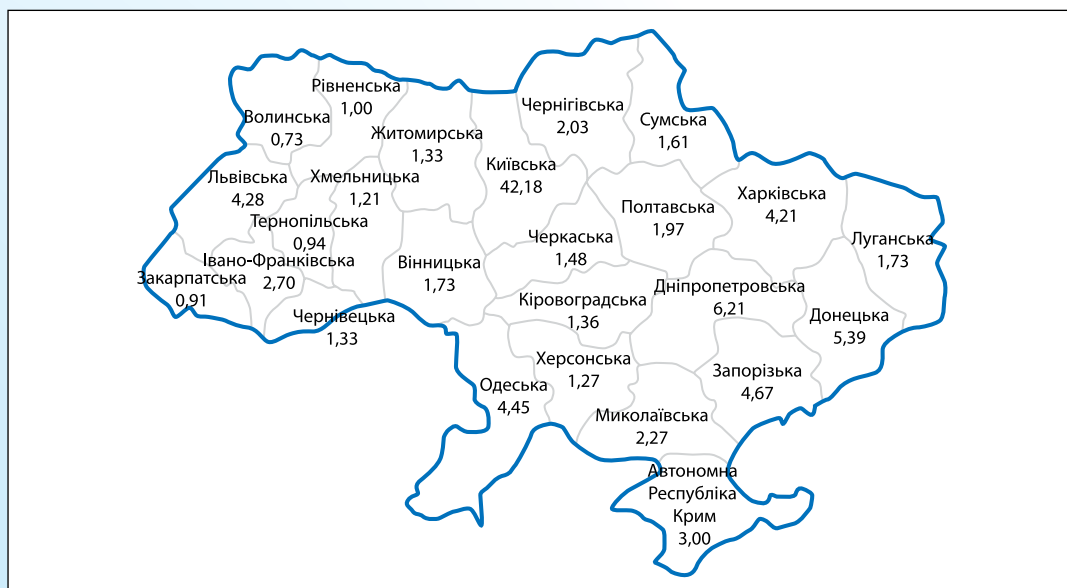 Рівненська
1,00
Волинська
0,73
Житомирська
1,33
Чернігівська
2,03
Сумська
1,61
Київська
42,18
Львівська
4,28
Хмельницька
1,21
Тернопільська
0,94
Івано-Франківська
2,70
Закарпатська
0,91
Чернівецька
1,33
Вінницька
1,73
Черкаська
1,48
Полтавська
1,97
Харківська
4,21
Луганська
1,73
Кіровоградська
1,36
Дніпропетровська
6,21
Донецька
5,39
Одеська
4,45
Херсонська
1,27
Запорізька
4,67
Миколаївська
2,27
Автономна
Республіка
Крим
3,00